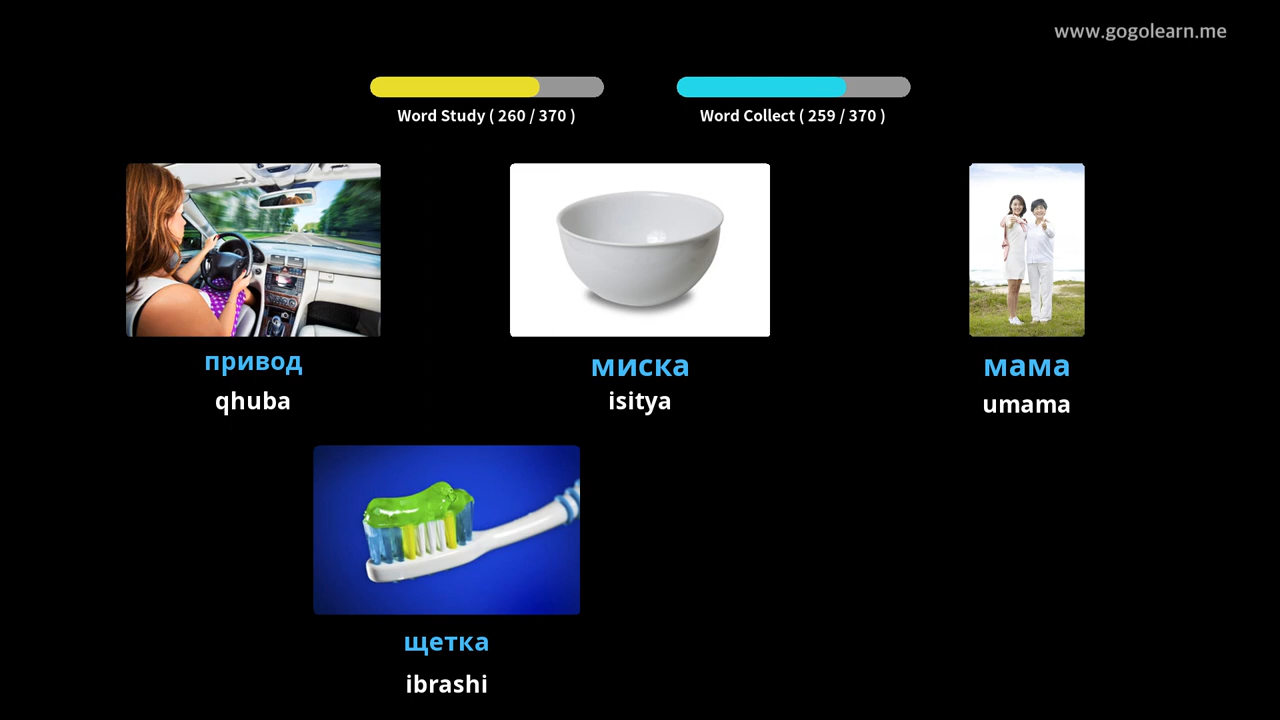 www.gogolearn.me
Word Study ( 260 / 370 )
Word Collect ( 259 / 370 )
привод
qhuba
миска
isitya
мама
umama
щетка
ibrashi